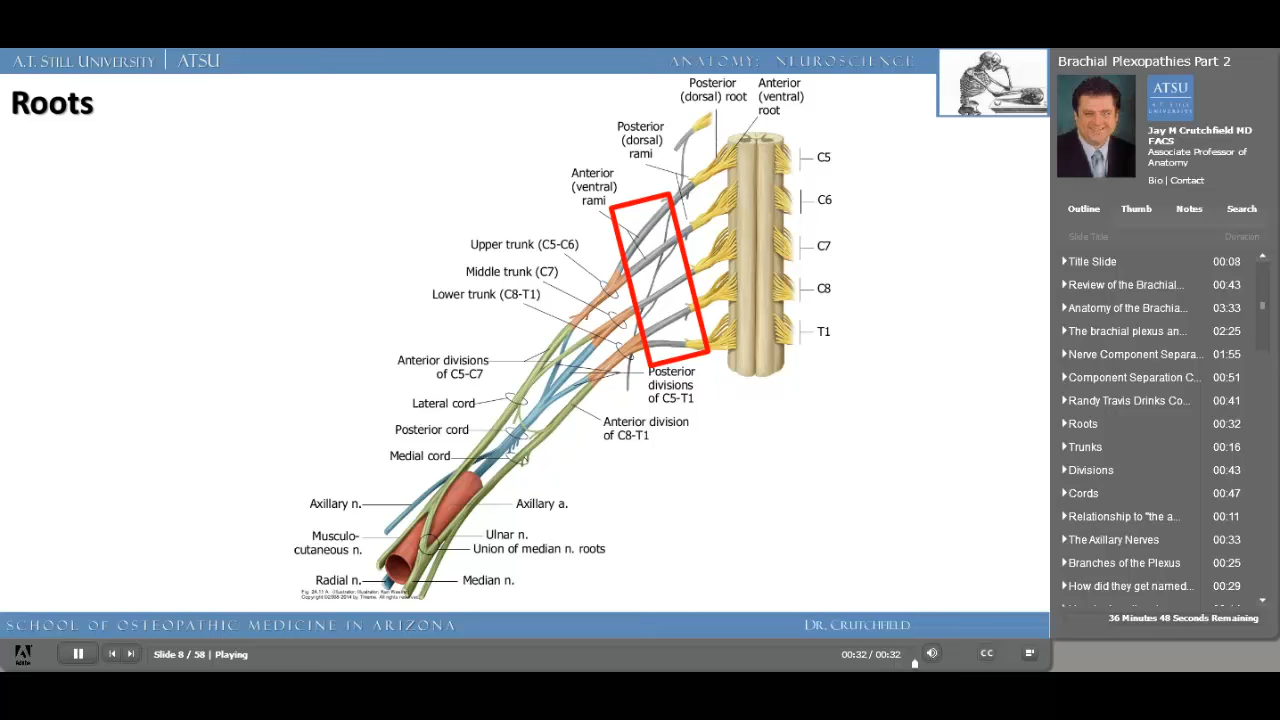 A.T. STILL UNIVERSITY | ATSU
ANATOMY: NEUROSCIENCE
Roots
Posterior
(dorsal) root
Anterior
(ventral)
root
Posterior
(dorsal)
rami
Anterior
(ventral)
rami
C5
C6
C7
C8
T1
Upper trunk (C5-C6)
Middle trunk (C7)
Lower trunk (C8-T1)
Anterior divisions
of C5-C7
Posterior
divisions
of C5-T1
Lateral cord
Anterior division
of C8-T1
Posterior cord
Medial cord
Axillary n.
Axillary a.
Musculo-
cutaneous n.
Ulnar n.
Union of median n. roots
Radial n.
Median n.
SCHOOL OF OSTEOPATHIC MEDICINE IN ARIZONA
DR. CRUTCHFIELD
Adobe
Slide 8 / 58 | Playing
00:32 / 00:32
CC
Brachial Plexopathies Part 2
ATSU
A.T. STILL
UNIVERSITY
Jay M Crutchfield MD
FACS
Associate Professor of
Anatomy
Bio | Contact
Outline Thumb Notes Search
Slide Title Duration
Title Slide 00:08
Review of the Brachial... 00:43
Anatomy of the Brachia... 03:33
The brachial plexus an... 02:25
Nerve Component Separa... 01:55
Component Separation C... 00:51
Randy Travis Drinks Co... 00:41
Roots 00:32
Trunks 00:16
Divisions 00:43
Cords 00:47
Relationship to "the a... 00:11
The Axillary Nerves 00:33
Branches of the Plexus 00:25
How did they get named... 00:29
36 Minutes 48 Seconds Remaining